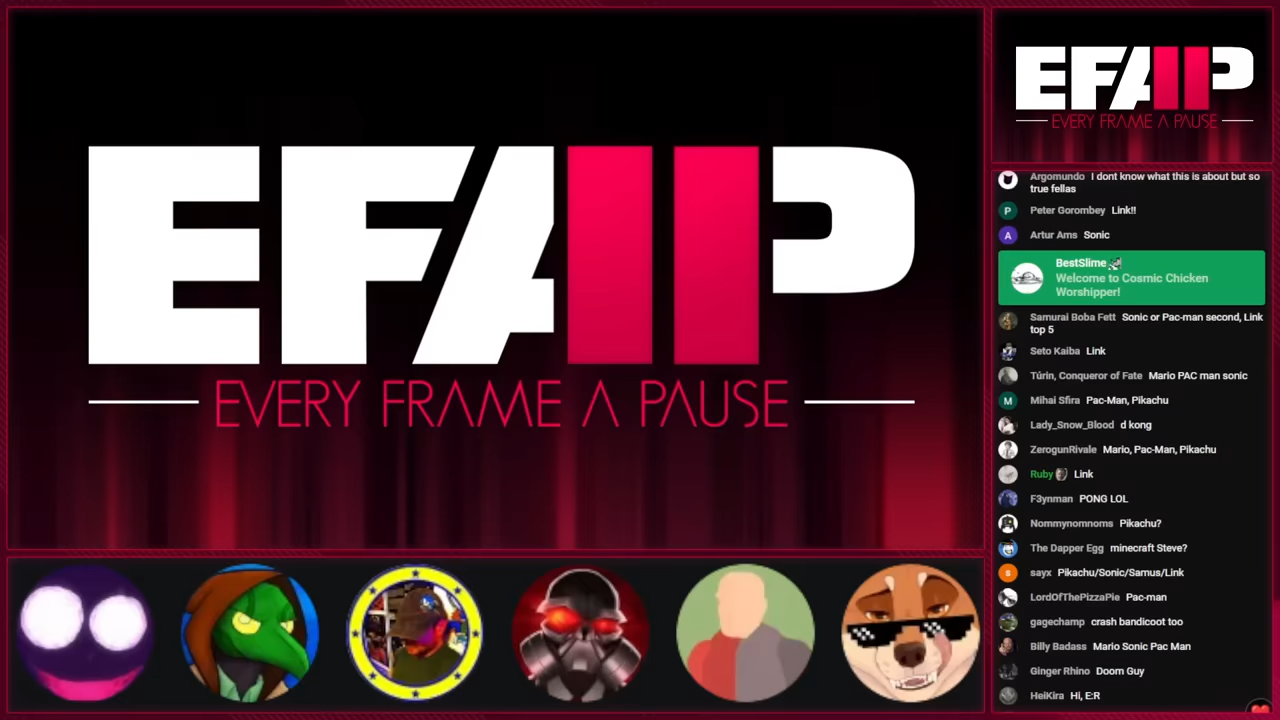 EFAP
EVERY FRAME A PAUSE
EFAP
EVERY FRAME A PAUSE
Argomundo I dont know what this is about but so
true fellas
P
Peter Gorombey Link!!
A
Artur Ams Sonic
BestSlime
Welcome to Cosmic Chicken
Worshipper!
Samurai Boba Fett Sonic or Pac-man second, Link
top 5
Seto Kaiba Link
Túrin, Conqueror of Fate Mario PAC man sonic
M
Mihai Sfira Pac-Man, Pikachu
Lady_Snow_Blood d kong
ZerogunRivale Mario, Pac-Man, Pikachu
Ruby Link
F3ynman PONG LOL
Nommynomnoms Pikachu?
The Dapper Egg minecraft Steve?
s
sayx Pikachu/Sonic/Samus/Link
LordOfThePizzaPie Pac-man
gagechamp crash bandicoot too
Billy Badass Mario Sonic Pac Man
Ginger Rhino Doom Guy
HeiKira Hi, E:R